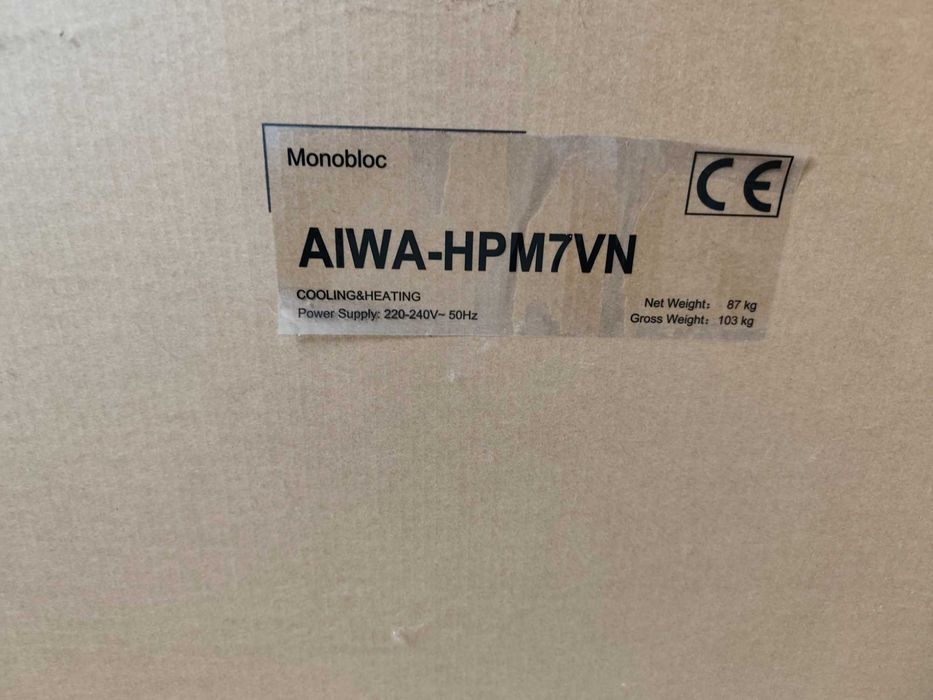 Monobloc
CE
AIWA-HPM7VN
COOLING&HEATING
Power Supply: 220-240V~ 50Hz
Net Weight: 87 kg
Gross Weight: 103 kg